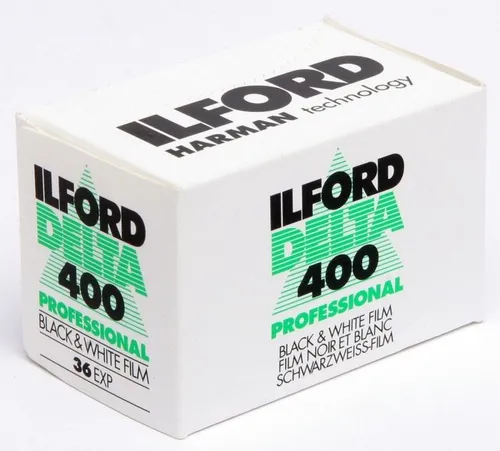 ILFORD
HARMAN technology
ILFORD
DELTA
400
PROFESSIONAL
BLACK & WHITE FILM
36 EXP
ILFORD
DELTA
400
PROFESSIONAL
BLACK & WHITE FILM
FILM NOIR ET BLANC
SCHWARZWEISS-FILM